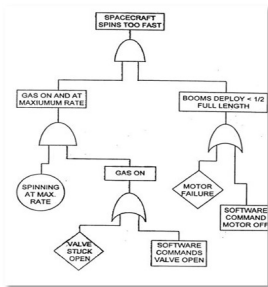 SPACECRAFT
SPINS TOO FAST
GAS ON AND AT
MAXIUMUM RATE
BOOMS DEPLOY < 1/2
FULL LENGTH
SPINNING
AT MAX.
RATE
GAS ON
MOTOR
FAILURE
SOFTWARE
COMMAND
MOTOR OFF
VALVE
STUCK
OPEN
SOFTWARE
COMMANDS
VALVE OPEN